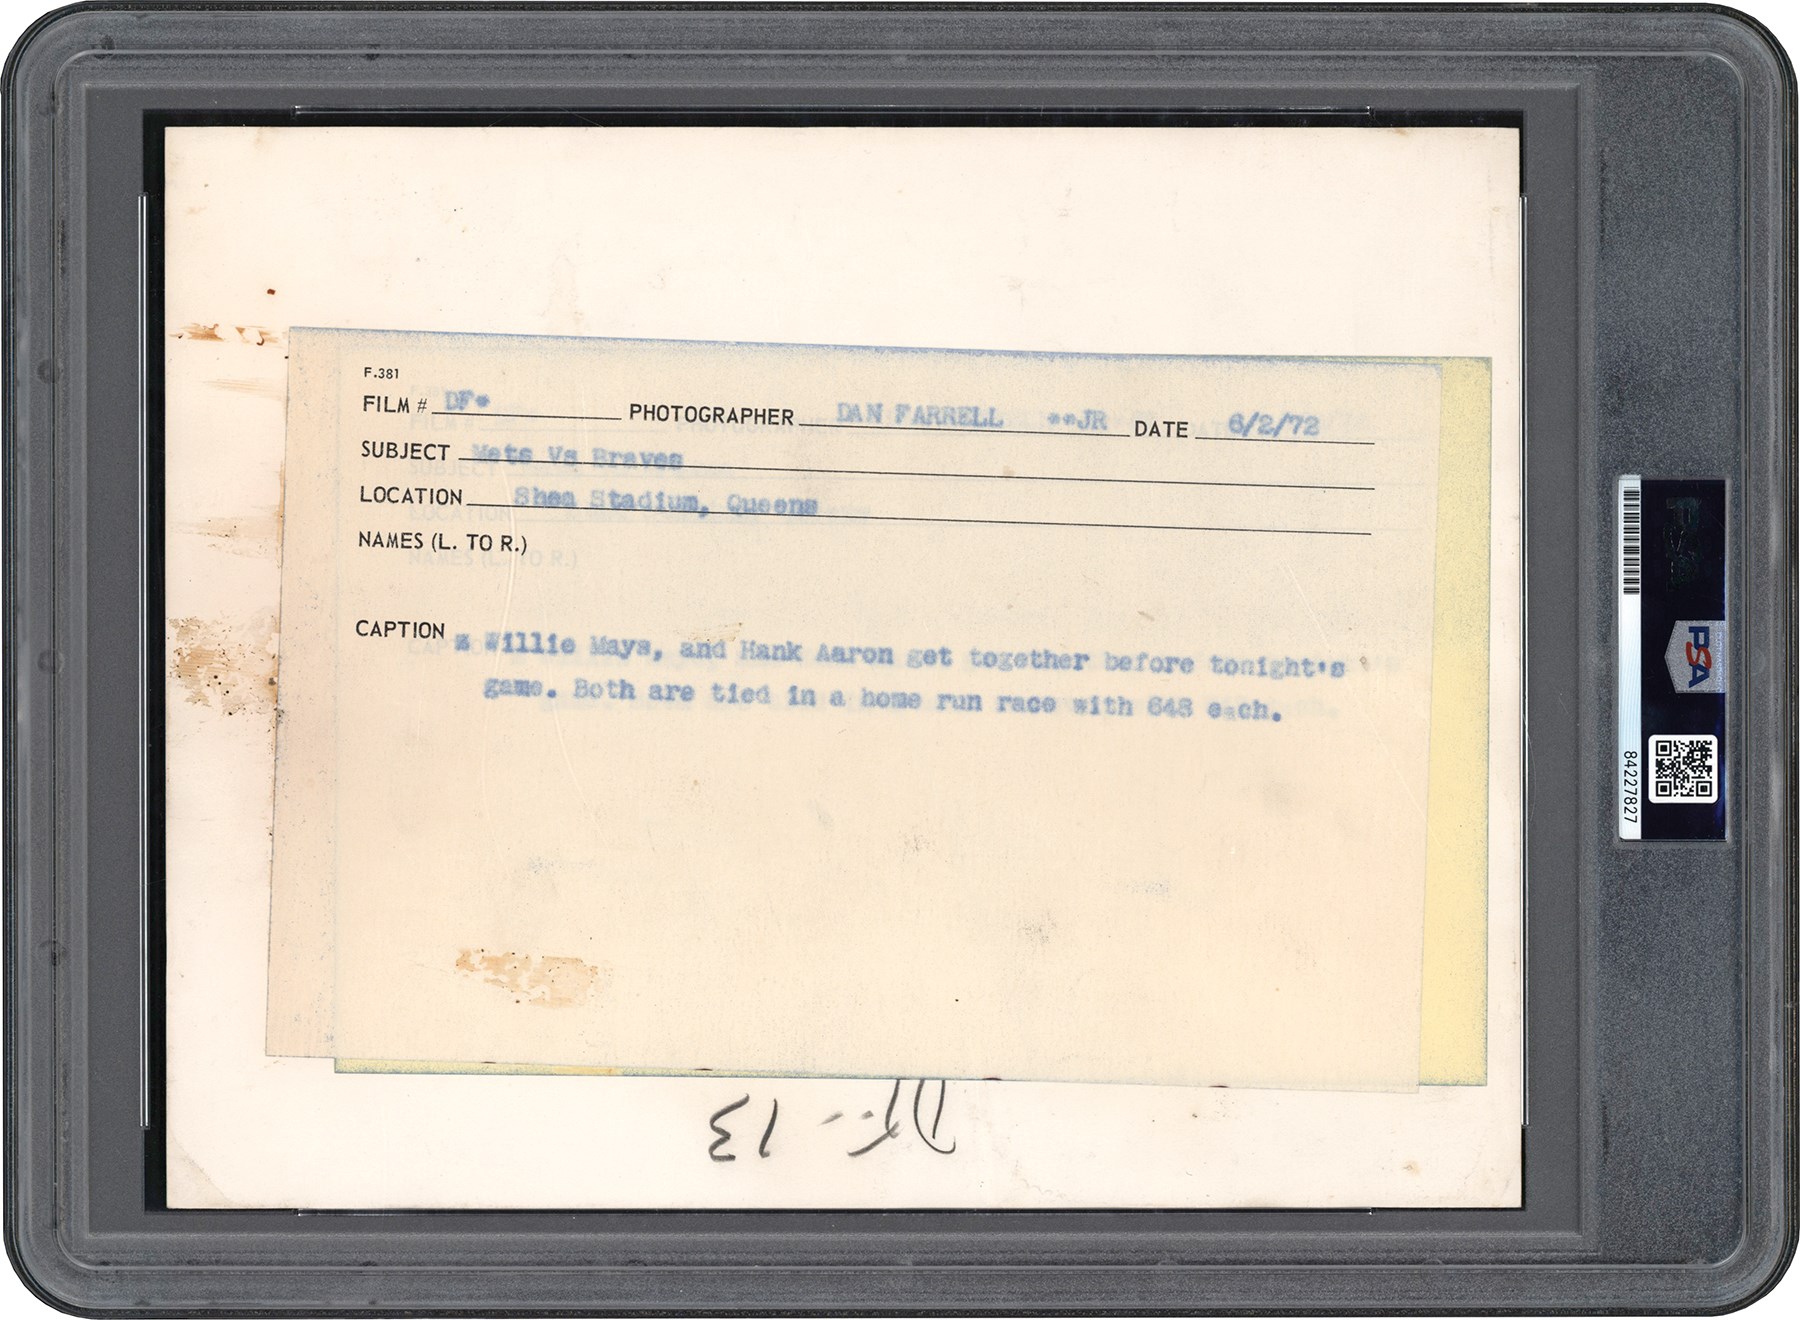 F.381
FILM # DF* PHOTOGRAPHER DAN FARRELL **JR DATE 6/2/72
SUBJECT Mets Vs Braves
LOCATION Shea Stadium, Queens
NAMES (L. TO R.)
CAPTION Willie Mays, and Hank Aaron get together before tonight's
game. Both are tied in a home run race with 648 each.
DF-13
PSA
84227827